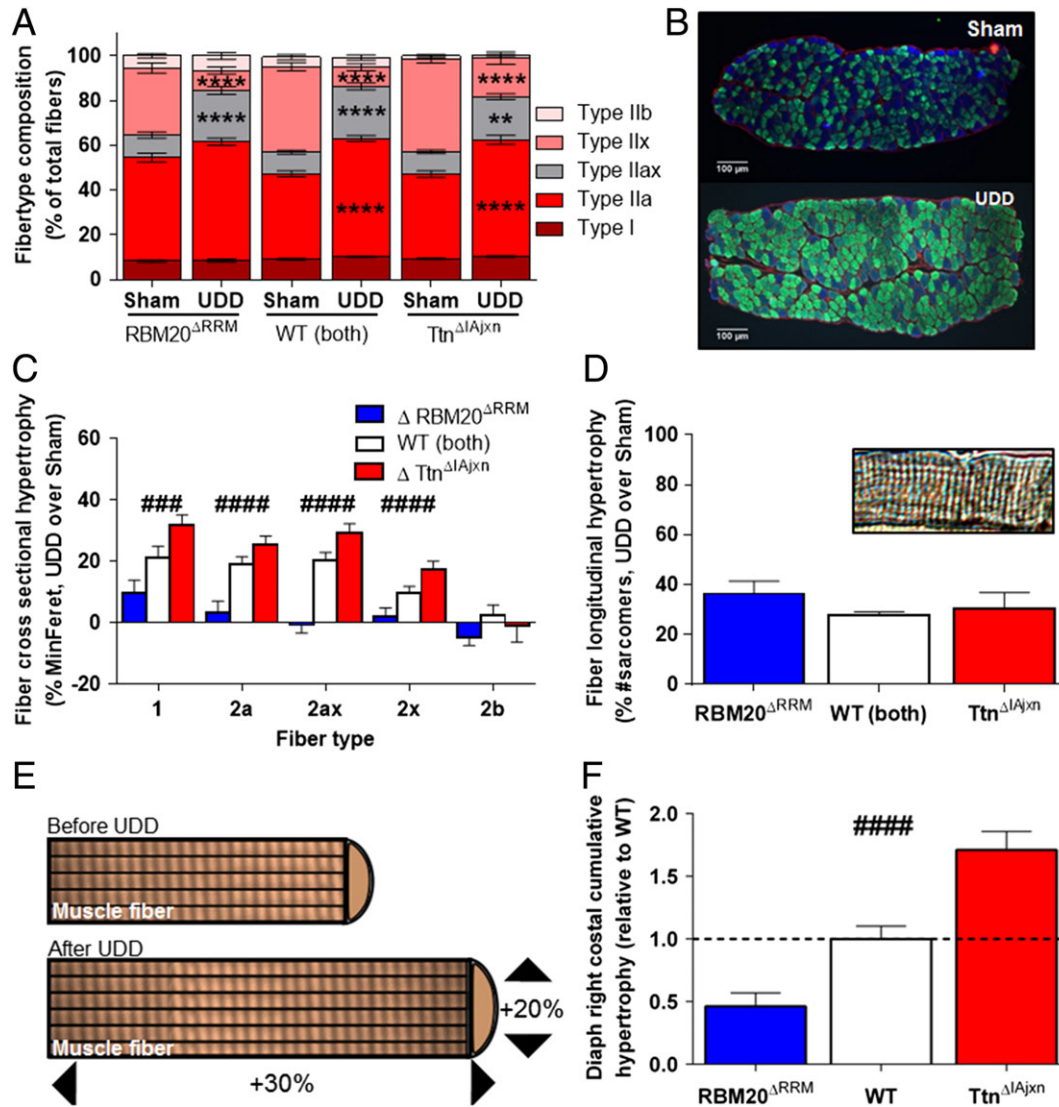 A
Fibertype composition
(% of total fibers)
100
80
60
40
20
0
****
****
****
****
****
****
**
****
Sham UDD Sham UDD Sham UDD
RBM20ΔRRM WT (both) TtnΔIAjxn
Type IIb
Type IIx
Type IIax
Type IIa
Type I
B
Sham
100 µm
UDD
100 µm
C
Fiber cross sectional hypertrophy
(% MinFeret, UDD over Sham)
60
40
20
0
-20
Δ RBM20ΔRRM
WT (both)
Δ TtnΔIAjxn
### #### #### ####
1 2a 2ax 2x 2b
Fiber type
D
Fiber longitudinal hypertrophy
(% #sarcomers, UDD over Sham)
100
80
60
40
20
0
RBM20ΔRRM WT (both) TtnΔIAjxn
E
Before UDD
Muscle fiber
After UDD
Muscle fiber
+20%
+30%
F
Diaph right costal cumulative
hypertrophy (relative to WT)
2.0
1.5
1.0
0.5
0.0
####
RBM20ΔRRM WT TtnΔIAjxn